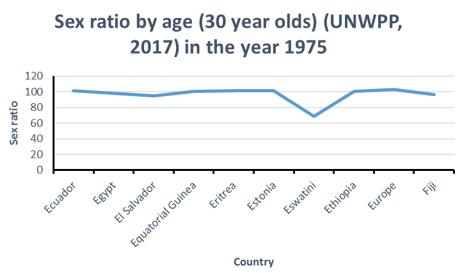 Sex ratio by age (30 year olds) (UNWPP,
2017) in the year 1975
120
100
80
60
40
20
0
Sex ratio
Ecuador
Egypt
El Salvador
Equatorial Guinea
Eritrea
Estonia
Eswatini
Ethiopia
Europe
Fiji
Country